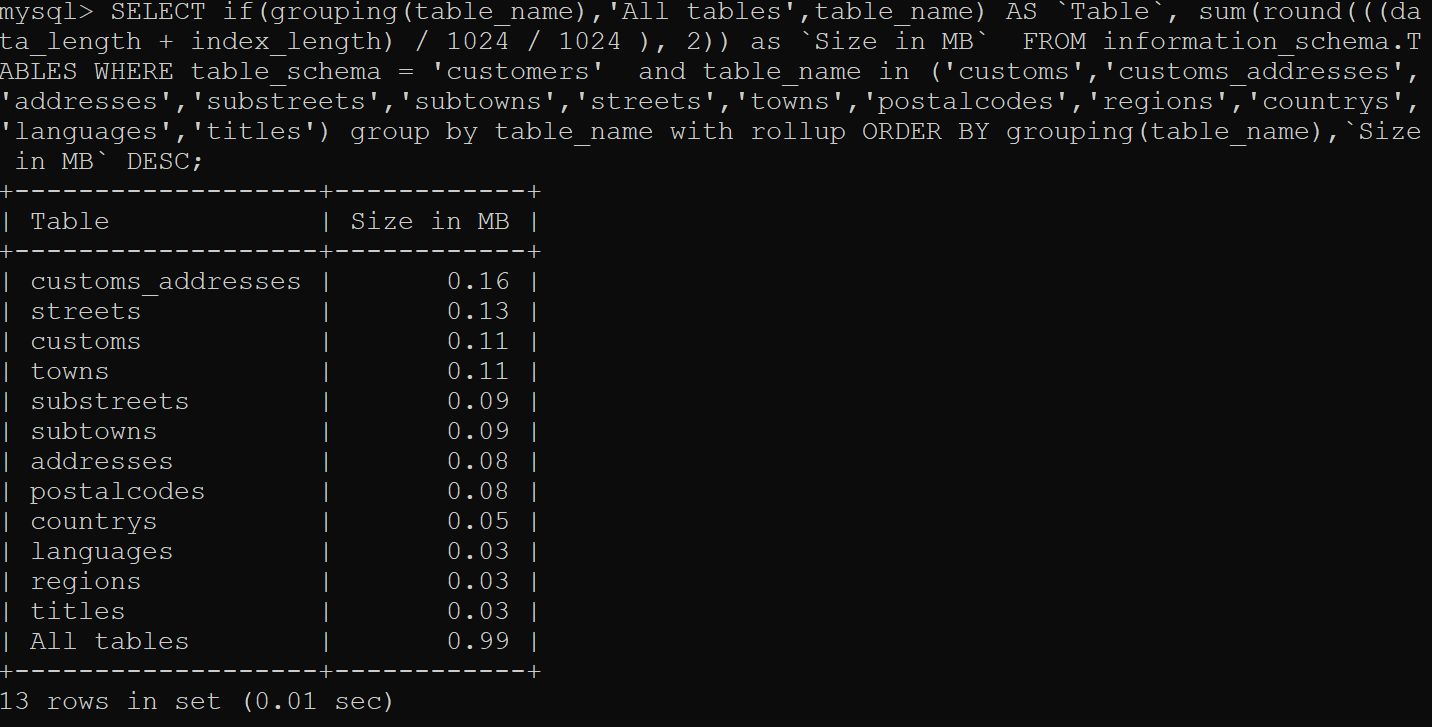 mysql> SELECT if(grouping(table_name),'All tables',table_name) AS `Table`, sum(round(((da
ta_length + index_length) / 1024 / 1024 ), 2)) as `Size in MB`  FROM information_schema.T
ABLES WHERE table_schema = 'customers'  and table_name in ('customs','customs_addresses',
'addresses','substreets','subtowns','streets','towns','postalcodes','regions','countrys',
'languages','titles') group by table_name with rollup ORDER BY grouping(table_name),`Size
 in MB` DESC;
+-------------------+------------+
| Table             | Size in MB |
+-------------------+------------+
| customs_addresses |       0.16 |
| streets           |       0.13 |
| customs           |       0.11 |
| towns             |       0.11 |
| substreets        |       0.09 |
| subtowns          |       0.09 |
| addresses         |       0.08 |
| postalcodes       |       0.08 |
| countrys          |       0.05 |
| languages         |       0.03 |
| regions           |       0.03 |
| titles            |       0.03 |
| All tables        |       0.99 |
+-------------------+------------+
13 rows in set (0.01 sec)